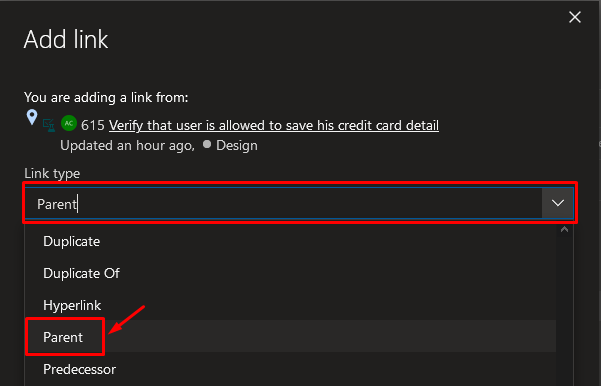 Add link
You are adding a link from:
AC 615 Verify that user is allowed to save his credit card detail
Updated an hour ago, Design
Link type
Parent
Duplicate
Duplicate Of
Hyperlink
Parent
Predecessor